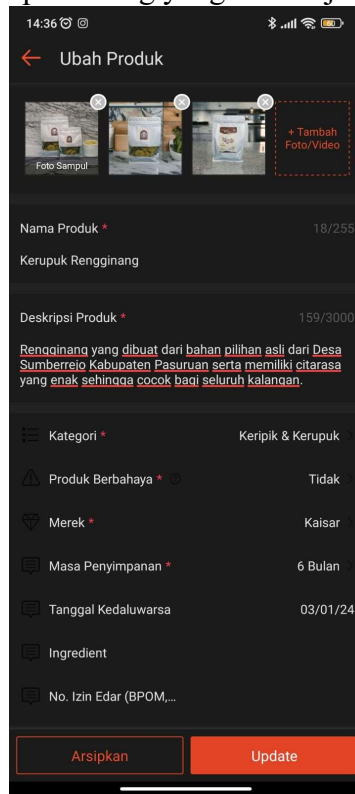 14:36
Ubah Produk
Foto Sampul
+ Tambah
Foto/Video
Nama Produk *
18/255
Kerupuk Rengginang
Deskripsi Produk *
159/3000
Rengginang yang dibuat dari bahan pilihan asli dari Desa
Sumberrejo Kabupaten Pasuruan serta memiliki citarasa
yang enak sehingga cocok bagi seluruh kalangan.
Kategori * Keripik & Kerupuk
Produk Berbahaya * Tidak
Merek * Kaisar
Masa Penyimpanan * 6 Bulan
Tanggal Kedaluwarsa 03/01/24
Ingredient
No. Izin Edar (BPOM,...
Arsipkan
Update